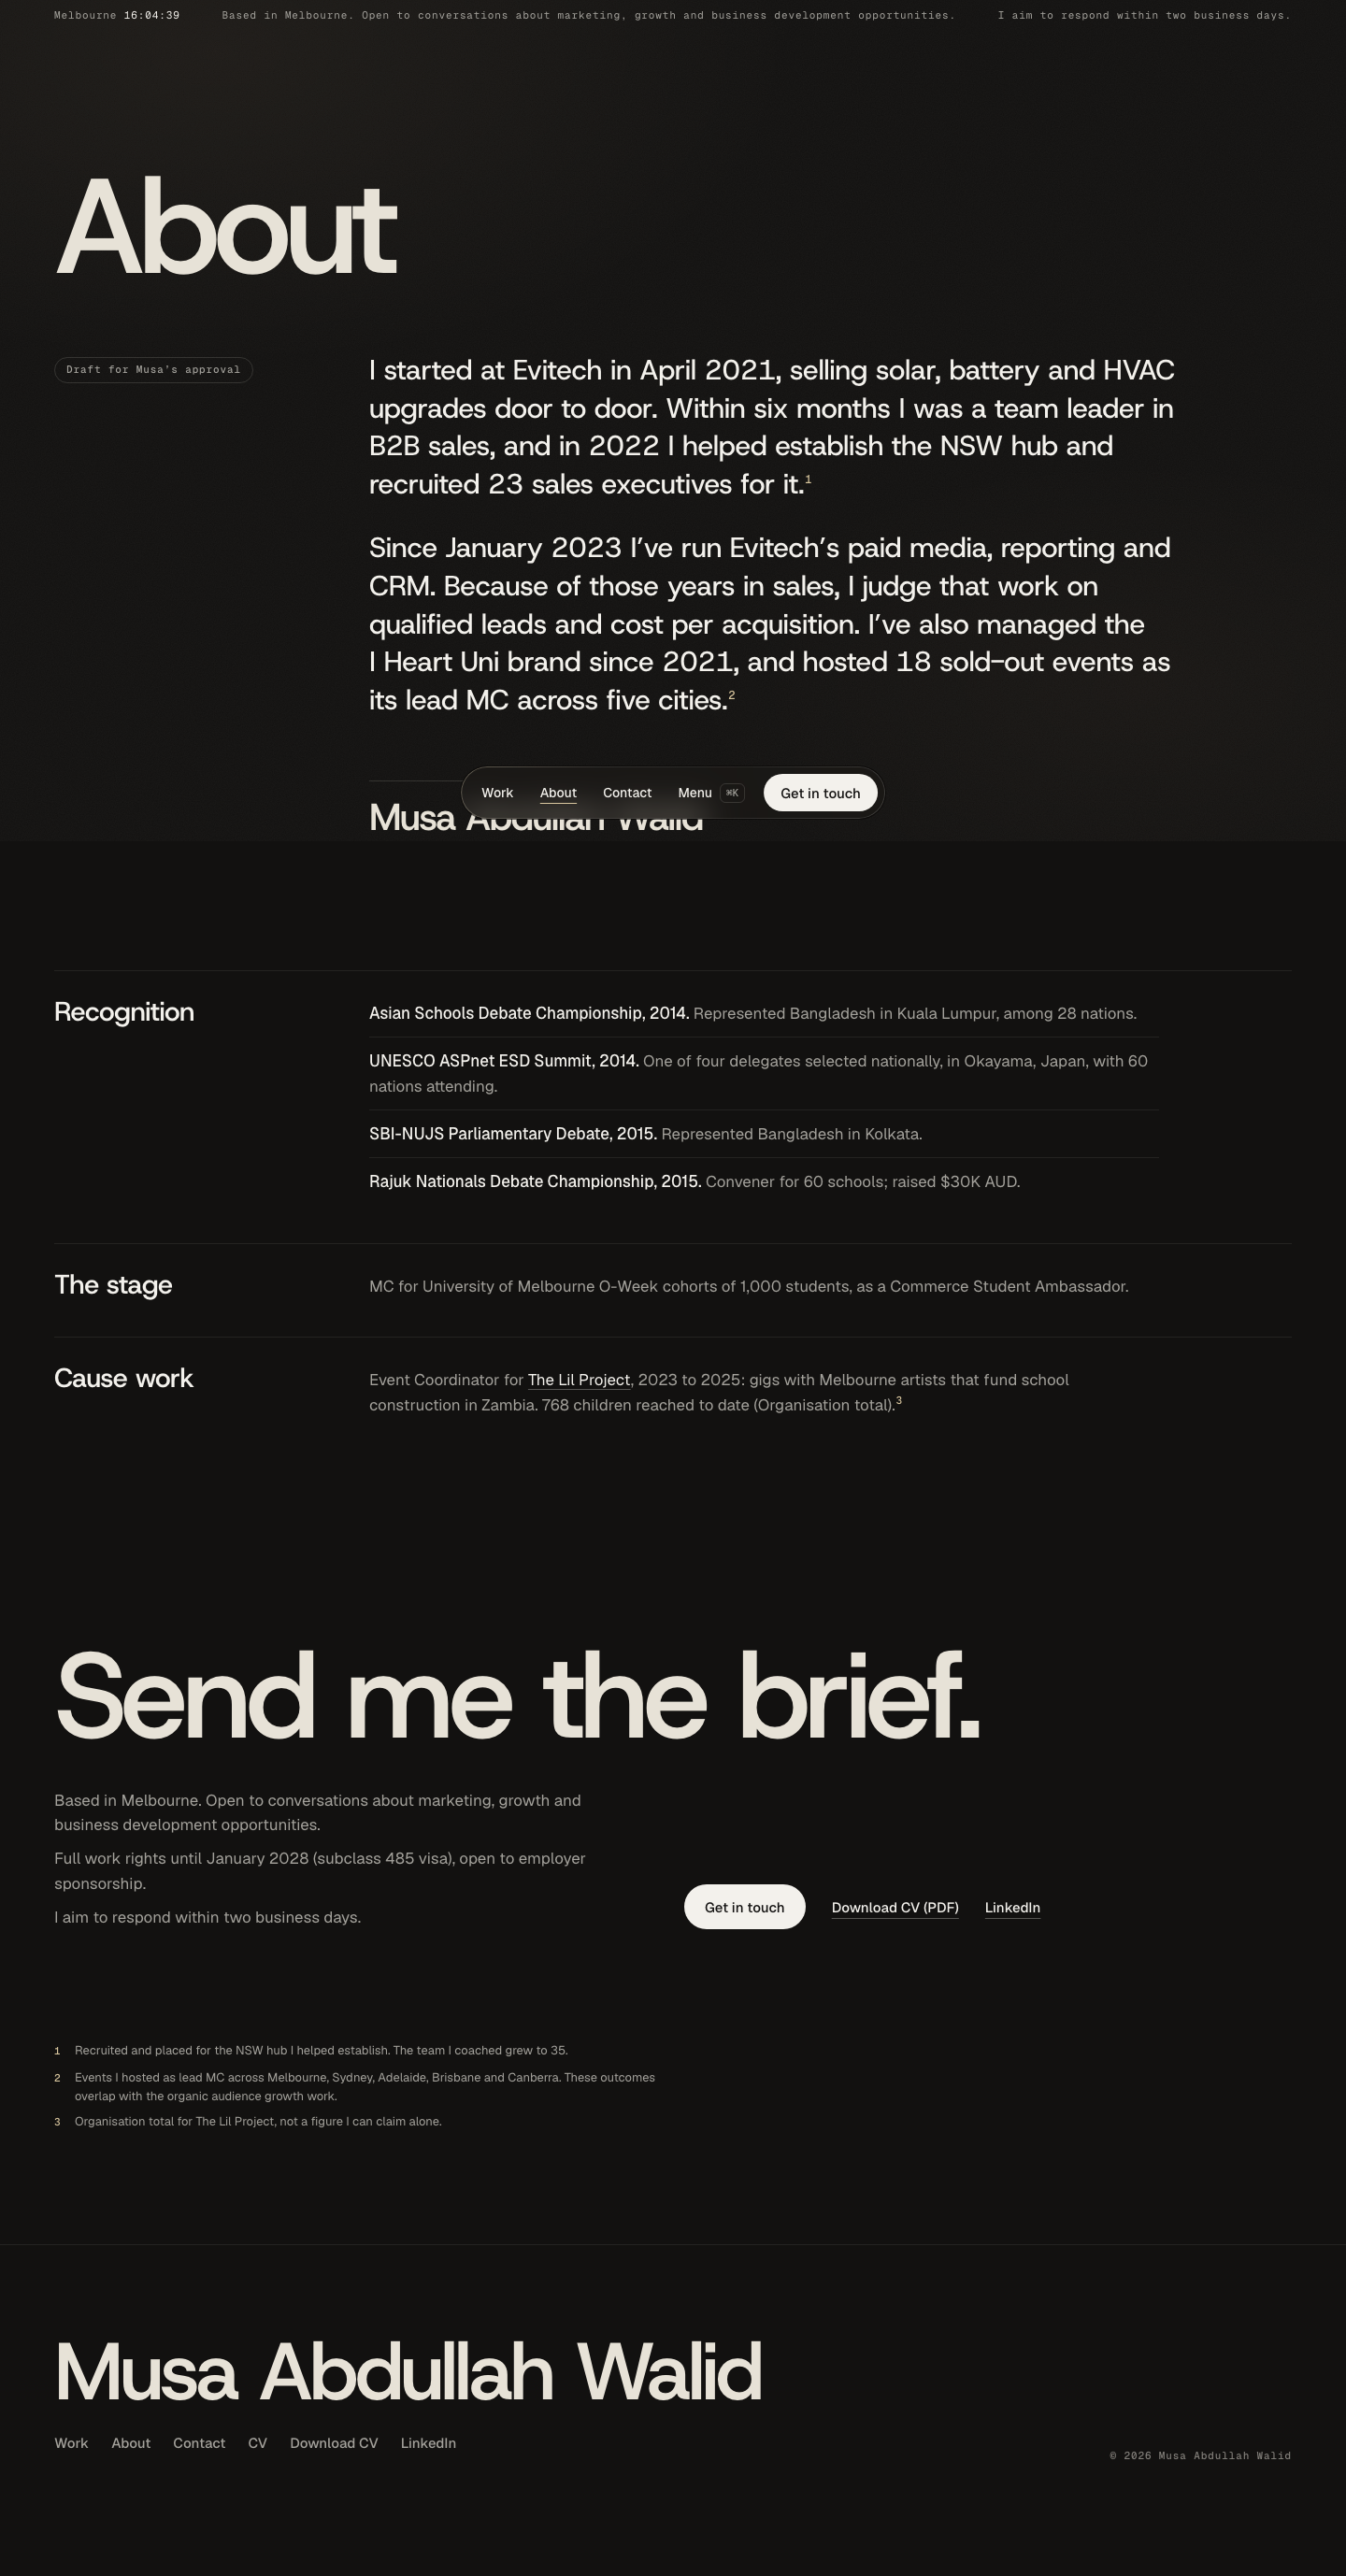 Melbourne 16:04:39
Based in Melbourne. Open to conversations about marketing, growth and business development opportunities.
I aim to respond within two business days.
About
Draft for Musa’s approval
I started at Evitech in April 2021, selling solar, battery and HVAC
upgrades door to door. Within six months I was a team leader in
B2B sales, and in 2022 I helped establish the NSW hub and
recruited 23 sales executives for it.1
Since January 2023 I’ve run Evitech’s paid media, reporting and
CRM. Because of those years in sales, I judge that work on
qualified leads and cost per acquisition. I’ve also managed the
I Heart Uni brand since 2021, and hosted 18 sold-out events as
its lead MC across five cities.2
Work
About
Contact
Menu ⌘K
Get in touch
Musa Abdullah Walid
Recognition
Asian Schools Debate Championship, 2014. Represented Bangladesh in Kuala Lumpur, among 28 nations.
UNESCO ASPnet ESD Summit, 2014. One of four delegates selected nationally, in Okayama, Japan, with 60
nations attending.
SBI-NUJS Parliamentary Debate, 2015. Represented Bangladesh in Kolkata.
Rajuk Nationals Debate Championship, 2015. Convener for 60 schools; raised $30K AUD.
The stage
MC for University of Melbourne O-Week cohorts of 1,000 students, as a Commerce Student Ambassador.
Cause work
Event Coordinator for The Lil Project, 2023 to 2025: gigs with Melbourne artists that fund school
construction in Zambia. 768 children reached to date (Organisation total).3
Send me the brief.
Based in Melbourne. Open to conversations about marketing, growth and
business development opportunities.
Full work rights until January 2028 (subclass 485 visa), open to employer
sponsorship.
I aim to respond within two business days.
Get in touch
Download CV (PDF)
LinkedIn
1 Recruited and placed for the NSW hub I helped establish. The team I coached grew to 35.
2 Events I hosted as lead MC across Melbourne, Sydney, Adelaide, Brisbane and Canberra. These outcomes
overlap with the organic audience growth work.
3 Organisation total for The Lil Project, not a figure I can claim alone.
Musa Abdullah Walid
Work
About
Contact
CV
Download CV
LinkedIn
© 2026 Musa Abdullah Walid